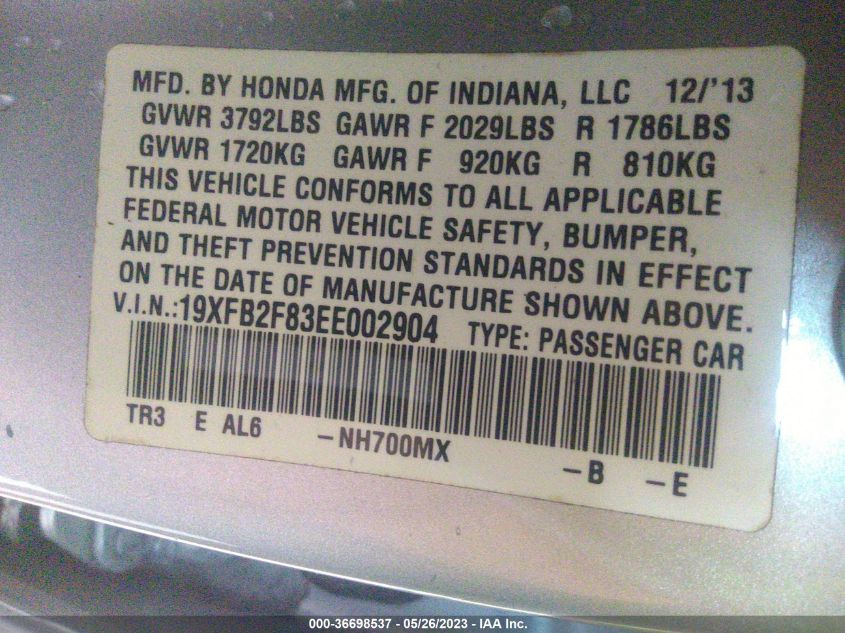 MFD. BY HONDA MFG. OF INDIANA, LLC 12/'13
GVWR 3792LBS GAWR F 2029LBS R 1786LBS
GVWR 1720KG GAWR F 920KG R 810KG
THIS VEHICLE CONFORMS TO ALL APPLICABLE
FEDERAL MOTOR VEHICLE SAFETY, BUMPER,
AND THEFT PREVENTION STANDARDS IN EFFECT
ON THE DATE OF MANUFACTURE SHOWN ABOVE.
V.I.N.:19XFB2F83EE002904 TYPE: PASSENGER CAR
TR3 E AL6 -NH700MX -B -E
000-36698537 - 05/26/2023 - IAA Inc.